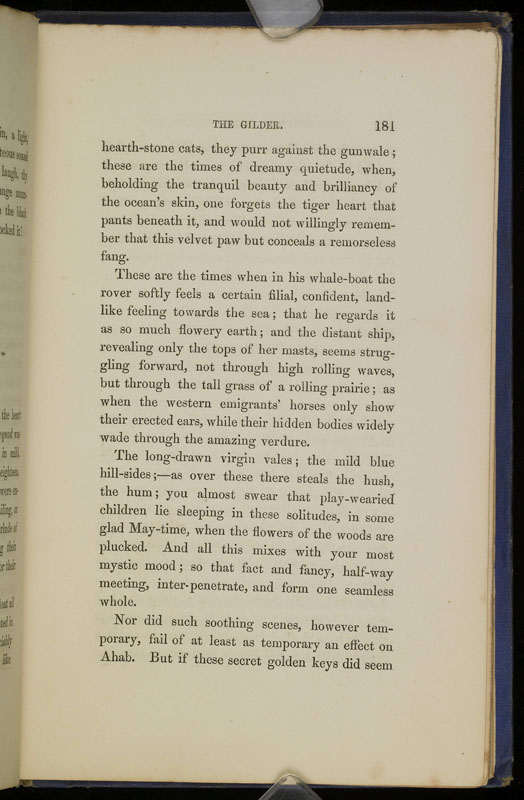 THE GILDER. 181
hearth-stone cats, they purr against the gunwale;
these are the times of dreamy quietude, when,
beholding the tranquil beauty and brilliancy of
the ocean's skin, one forgets the tiger heart that
pants beneath it, and would not willingly remem-
ber that this velvet paw but conceals a remorseless
fang.
These are the times when in his whale-boat the
rover softly feels a certain filial, confident, land-
like feeling towards the sea; that he regards it
as so much flowery earth; and the distant ship,
revealing only the tops of her masts, seems strug-
gling forward, not through high rolling waves,
but through the tall grass of a rolling prairie; as
when the western emigrants' horses only show
their erected ears, while their hidden bodies widely
wade through the amazing verdure.
The long-drawn virgin vales; the mild blue
hill-sides;—as over these there steals the hush,
the hum; you almost swear that play-wearied
children lie sleeping in these solitudes, in some
glad May-time, when the flowers of the woods are
plucked. And all this mixes with your most
mystic mood; so that fact and fancy, half-way
meeting, inter-penetrate, and form one seamless
whole.
Nor did such soothing scenes, however tem-
porary, fail of at least as temporary an effect on
Ahab. But if these secret golden keys did seem